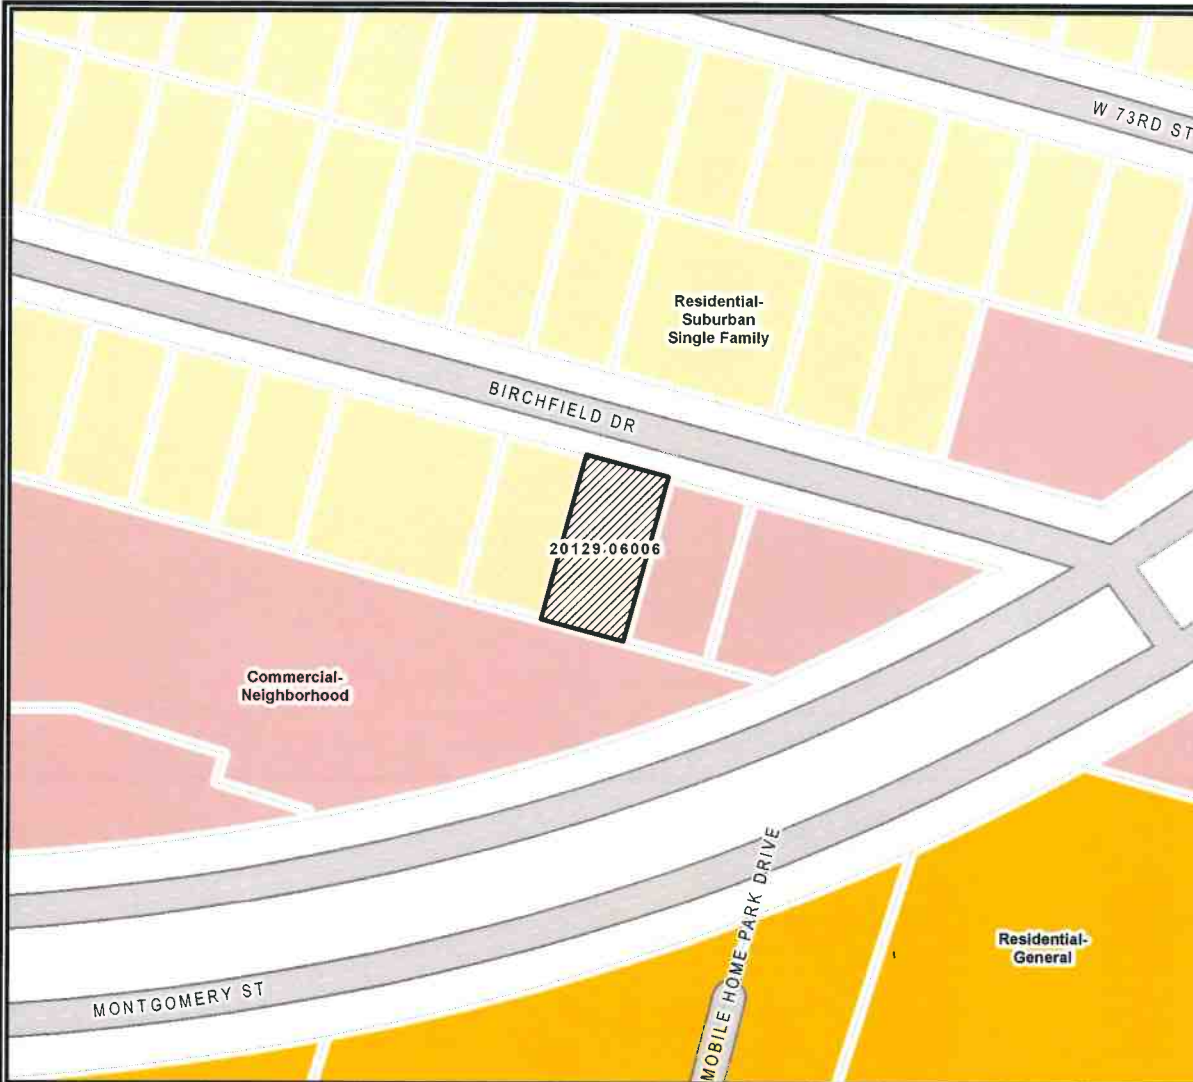 W 73RD ST
Residential-
Suburban
Single Family
BIRCHFIELD DR
20129 06006
Commercial-
Neighborhood
MOBILE HOME PARK DRIVE
Residential-
General
MONTGOMERY ST